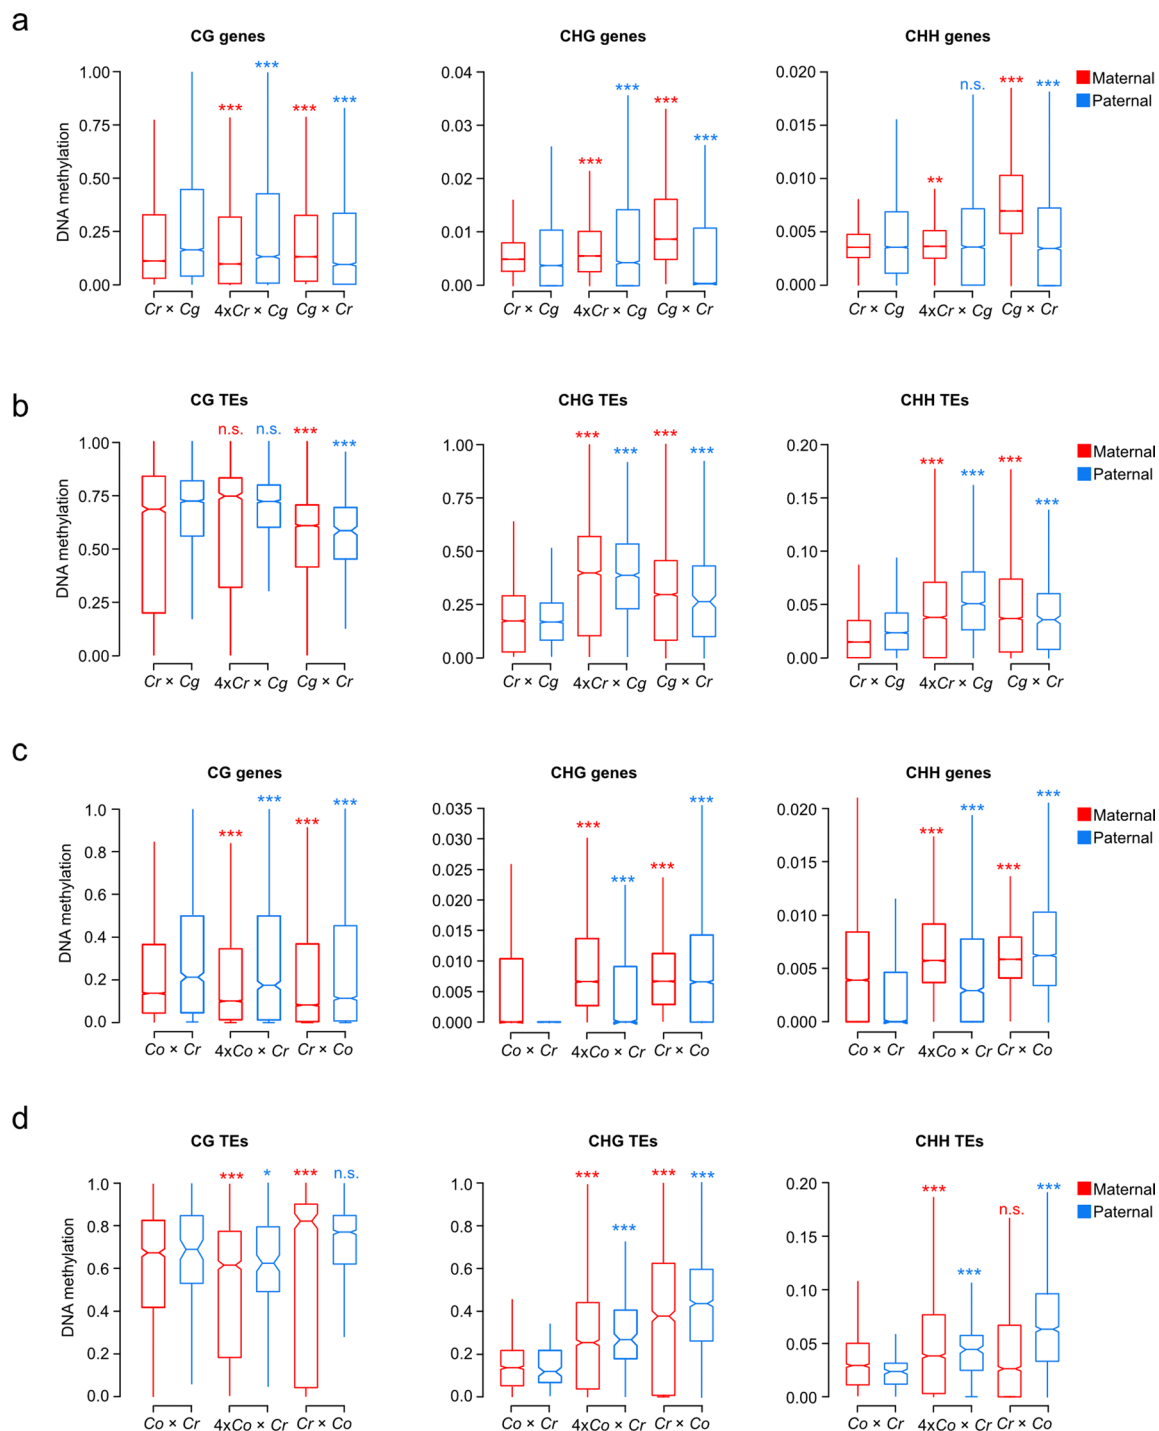 a
CG genes
CHG genes
CHH genes
DNA methylation
1.00
0.75
0.50
0.25
0.00
*** *** *** ***
Cr × Cg 4xCr × Cg Cg × Cr
0.04
0.03
0.02
0.01
0.00
*** *** *** ***
Cr × Cg 4xCr × Cg Cg × Cr
0.020
0.015
0.010
0.005
0.000
** n.s. *** ***
Cr × Cg 4xCr × Cg Cg × Cr
Maternal
Paternal
b
CG TEs
CHG TEs
CHH TEs
DNA methylation
1.00
0.75
0.50
0.25
0.00
n.s. n.s. *** ***
Cr × Cg 4xCr × Cg Cg × Cr
1.00
0.75
0.50
0.25
0.00
*** *** *** ***
Cr × Cg 4xCr × Cg Cg × Cr
0.20
0.15
0.10
0.05
0.00
*** *** *** ***
Cr × Cg 4xCr × Cg Cg × Cr
Maternal
Paternal
c
CG genes
CHG genes
CHH genes
DNA methylation
1.0
0.8
0.6
0.4
0.2
0.0
*** *** *** ***
Co × Cr 4xCo × Cr Cr × Co
0.035
0.030
0.025
0.020
0.015
0.010
0.005
0.000
*** *** *** ***
Co × Cr 4xCo × Cr Cr × Co
0.020
0.015
0.010
0.005
0.000
*** *** *** ***
Co × Cr 4xCo × Cr Cr × Co
Maternal
Paternal
d
CG TEs
CHG TEs
CHH TEs
DNA methylation
1.0
0.8
0.6
0.4
0.2
0.0
*** * *** n.s.
Co × Cr 4xCo × Cr Cr × Co
1.0
0.8
0.6
0.4
0.2
0.0
*** *** *** ***
Co × Cr 4xCo × Cr Cr × Co
0.20
0.15
0.10
0.05
0.00
*** *** n.s. ***
Co × Cr 4xCo × Cr Cr × Co
Maternal
Paternal